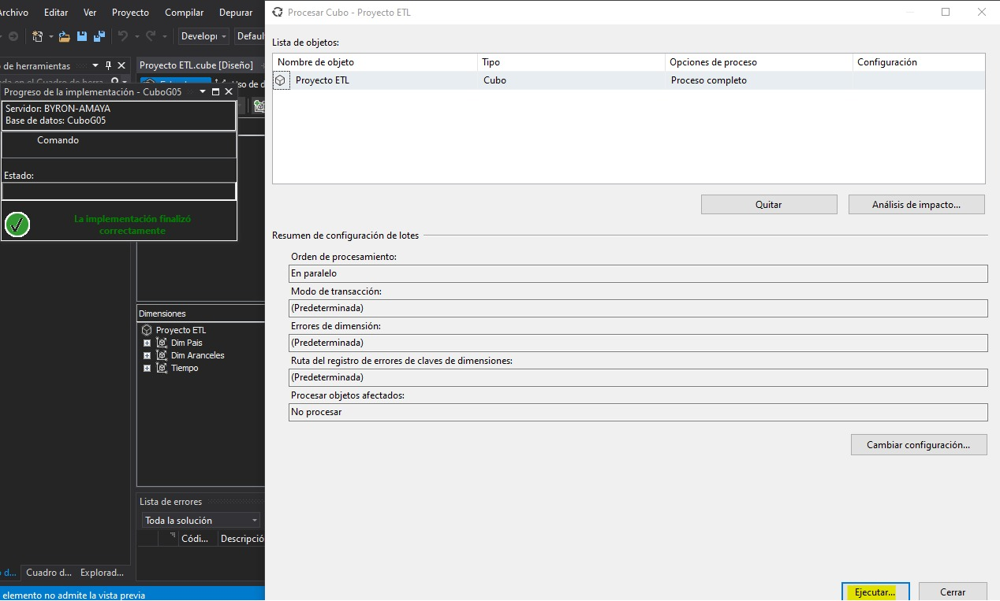 Archivo Editar Ver Proyecto Compilar Depurar
Develop Default
de herramientas
Proyecto ETL.cube [Diseño]
Uso de d
Progreso de la implementación - CuboG05
Servidor: BYRON-AMAYA
Base de datos: CuboG05
Comando
Estado:
La implementación finalizó
correctamente
Dimensiones
Proyecto ETL
Dim Pais
Dim Aranceles
Tiempo
Lista de errores
Toda la solución
Códi... Descripció
o d... Cuadro d... Explorad...
elemento no admite la vista previa
Procesar Cubo - Proyecto ETL
Lista de objetos:
Nombre de objeto Tipo Opciones de proceso Configuración
Proyecto ETL Cubo Proceso completo
Quitar Análisis de impacto...
Resumen de configuración de lotes
Orden de procesamiento:
En paralelo
Modo de transacción:
(Predeterminada)
Errores de dimensión:
(Predeterminada)
Ruta del registro de errores de claves de dimensiones:
(Predeterminada)
Procesar objetos afectados:
No procesar
Cambiar configuración...
Ejecutar... Cerrar